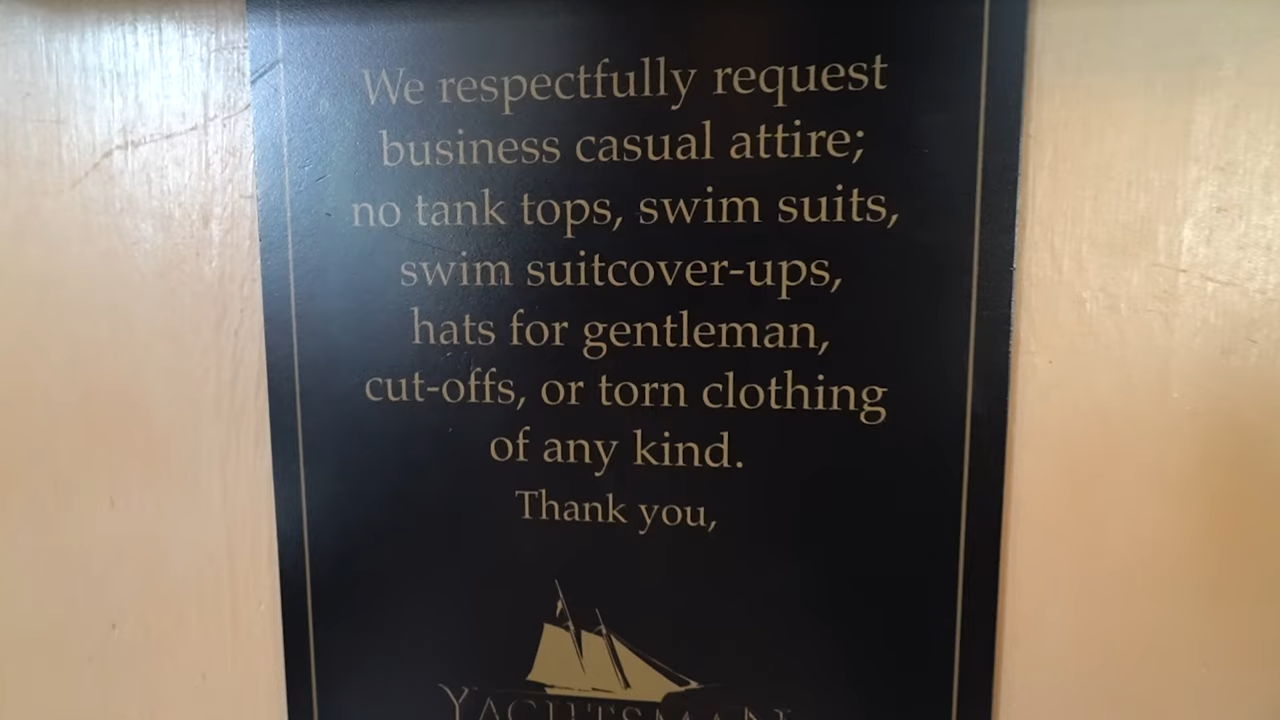 We respectfully request
business casual attire;
no tank tops, swim suits,
swim suitcover-ups,
hats for gentleman,
cut-offs, or torn clothing
of any kind.
Thank you,
YACHTSMAN